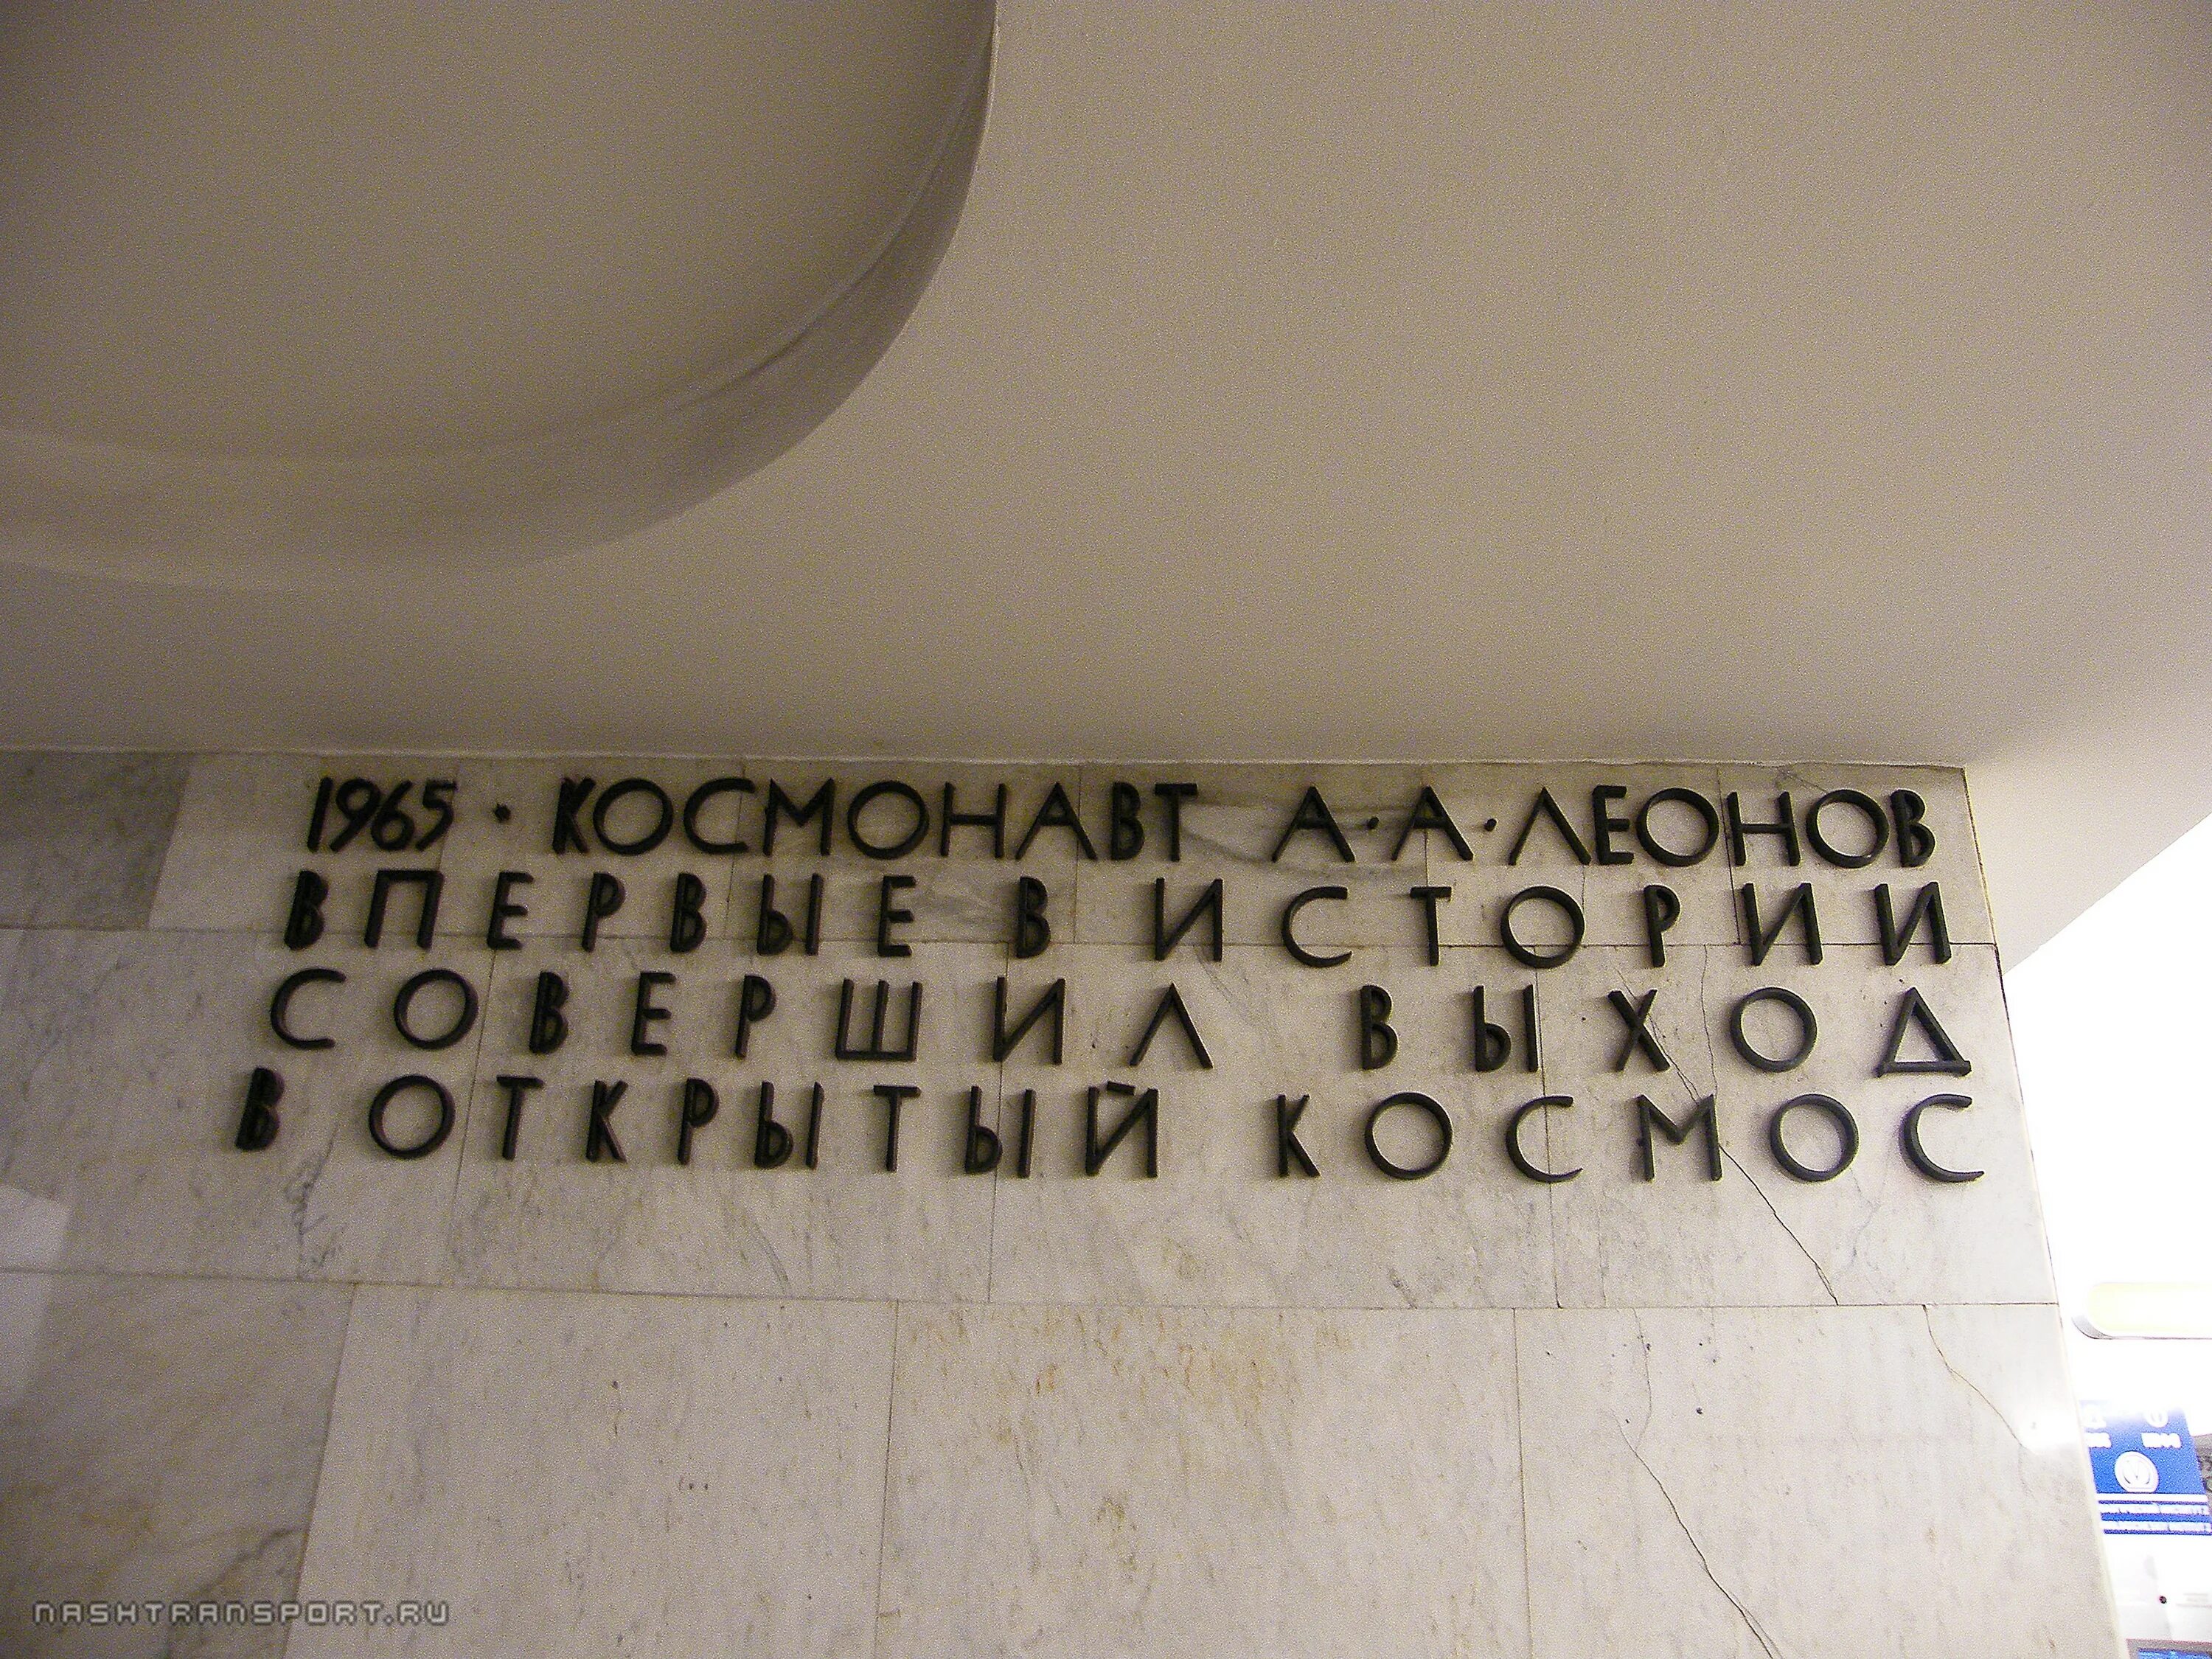 1965 · КОСМОНАВТ А·А·ЛЕОНОВ
ВПЕРВЫЕ В ИСТОРИИ
СОВЕРШИЛ ВЫХОД
В ОТКРЫТЫЙ КОСМОС
NASHTRANSPORT.RU